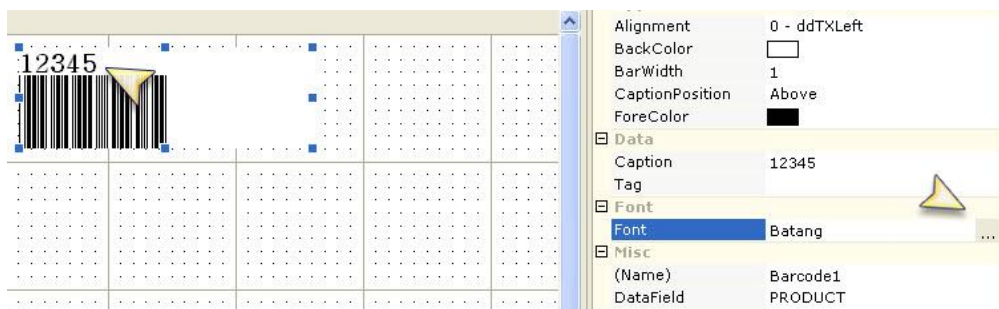 12345
Alignment 0 - ddTXLeft
BackColor
BarWidth 1
CaptionPosition Above
ForeColor
Data
Caption 12345
Tag
Font
Font Batang ...
Misc
(Name) Barcode1
DataField PRODUCT